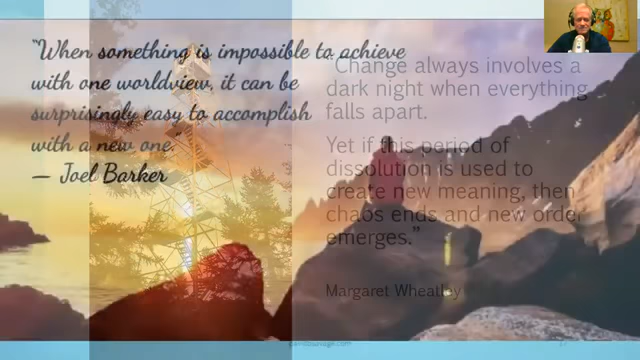 “When something is impossible to achieve
with one worldview, it can be
surprisingly easy to accomplish
with a new one.”
— Joel Barker
“Change always involves a
dark night when everything
falls apart.
Yet if this period of
dissolution is used to
create new meaning, then
chaos ends and new order
emerges.”
Margaret Wheatley